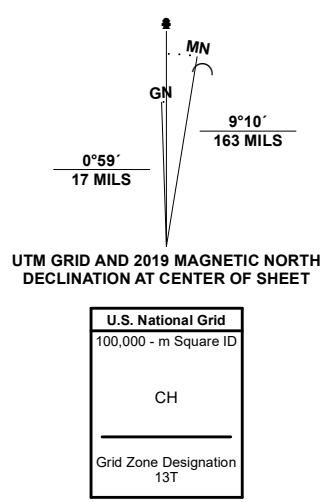 MN
GN
9°10´
163 MILS
0°59´
17 MILS
UTM GRID AND 2019 MAGNETIC NORTH
DECLINATION AT CENTER OF SHEET
U.S. National Grid
100,000 - m Square ID
CH
Grid Zone Designation
13T